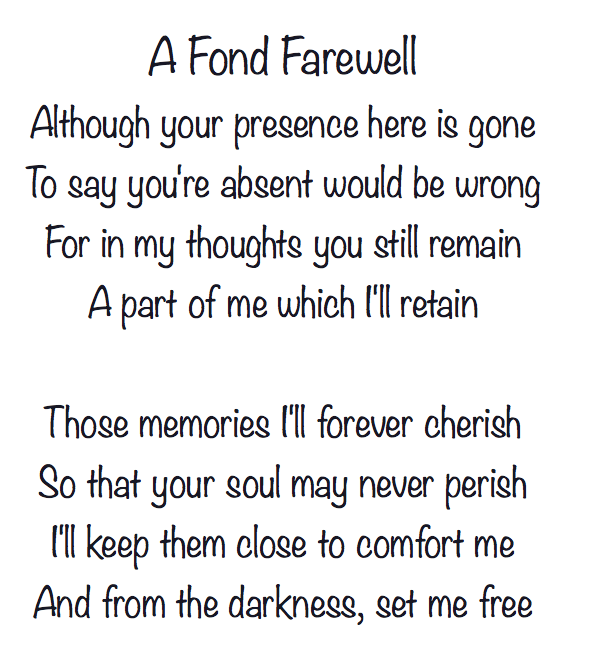 A Fond Farewell
Although your presence here is gone
To say you're absent would be wrong
For in my thoughts you still remain
A part of me which I'll retain
Those memories I'll forever cherish
So that your soul may never perish
I'll keep them close to comfort me
And from the darkness, set me free